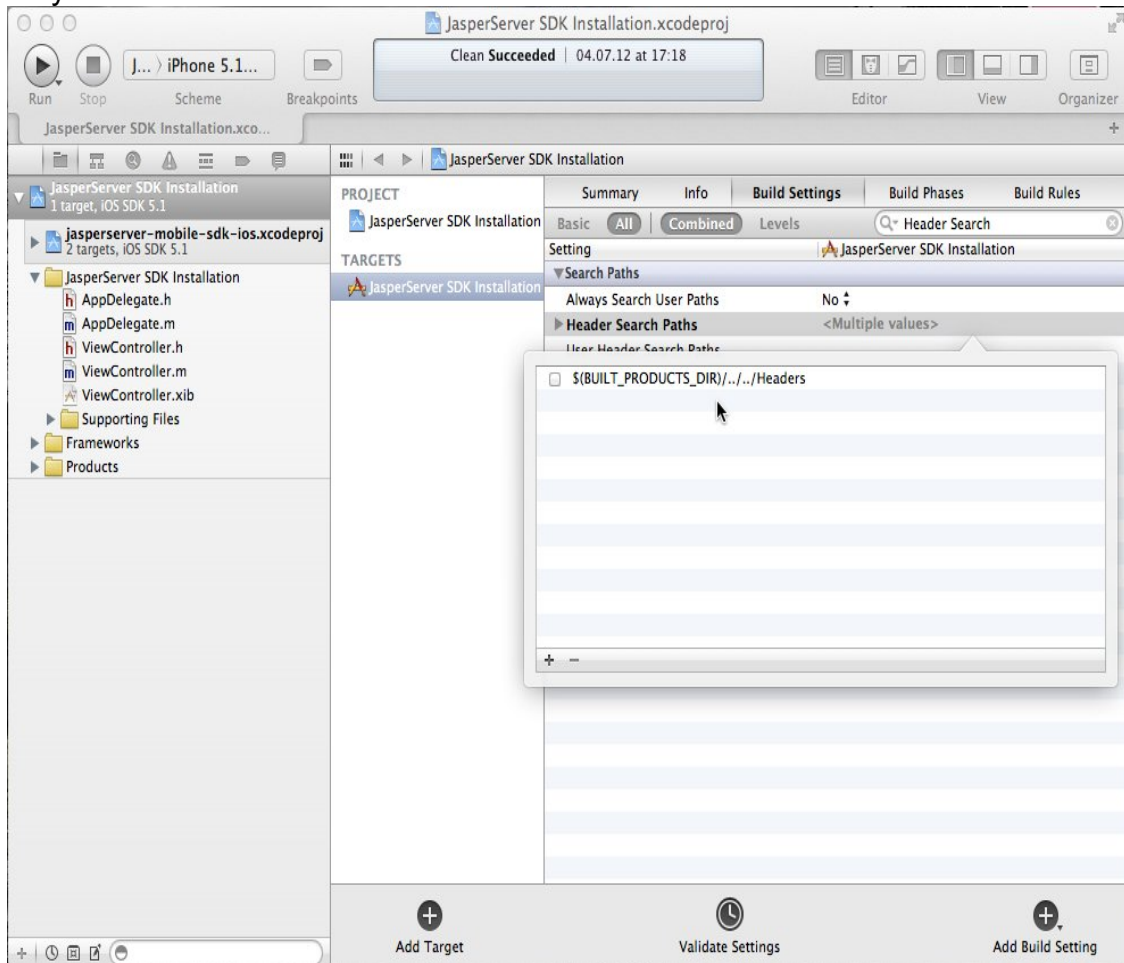 JasperServer SDK Installation.xcodeproj
J... 〉 iPhone 5.1...
Clean Succeeded | 04.07.12 at 17:18
Run Stop Scheme Breakpoints Editor View Organizer
JasperServer SDK Installation.xco...
JasperServer SDK Installation
JasperServer SDK Installation
1 target, iOS SDK 5.1
jasperserver-mobile-sdk-ios.xcodeproj
2 targets, iOS SDK 5.1
JasperServer SDK Installation
AppDelegate.h
AppDelegate.m
ViewController.h
ViewController.m
ViewController.xib
Supporting Files
Frameworks
Products
PROJECT
JasperServer SDK Installation
TARGETS
JasperServer SDK Installation
Summary Info Build Settings Build Phases Build Rules
Basic All Combined Levels Header Search
Setting JasperServer SDK Installation
Search Paths
Always Search User Paths No
Header Search Paths <Multiple values>
User Header Search Paths
$(BUILT_PRODUCTS_DIR)/../../Headers
+ −
Add Target Validate Settings Add Build Setting